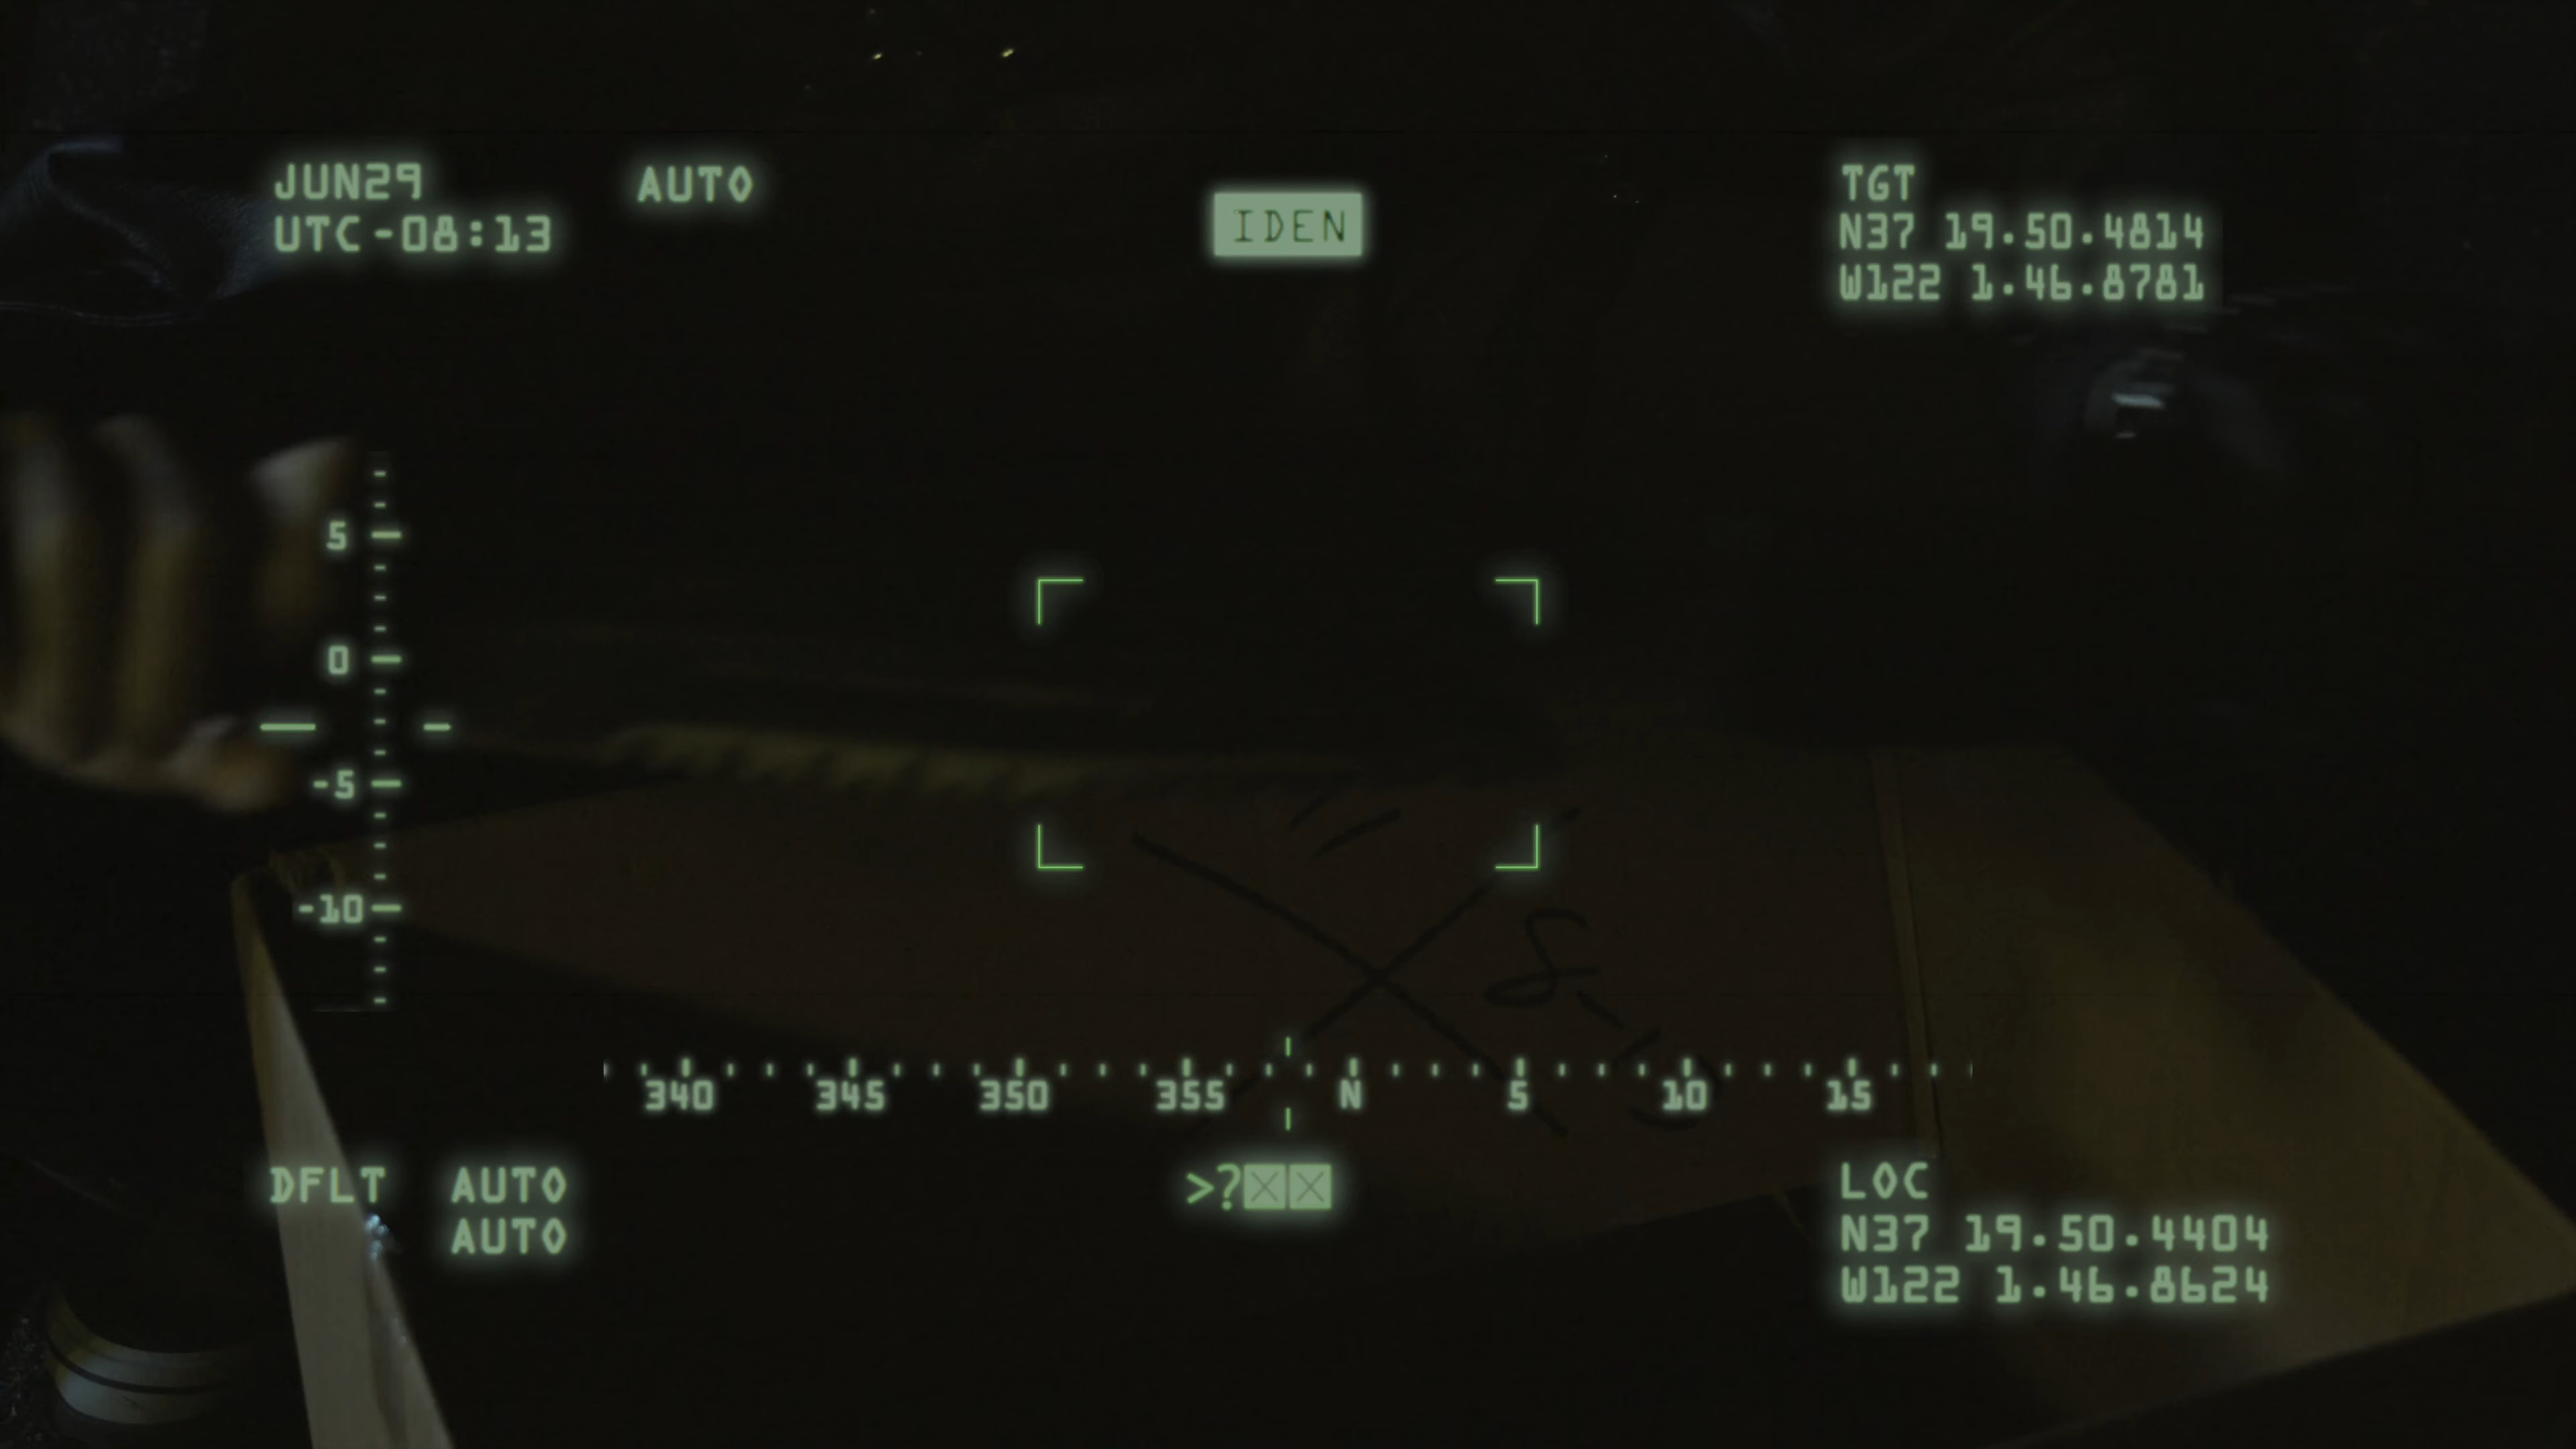 JUN29
UTC-08:13
AUTO
IDEN
TGT
N37 19.50.4814
W122 1.46.8781
5
0
-5
-10
340 345 350 355 N 5 10 15
DFLT AUTO
AUTO
>?
LOC
N37 19.50.4404
W122 1.46.8624